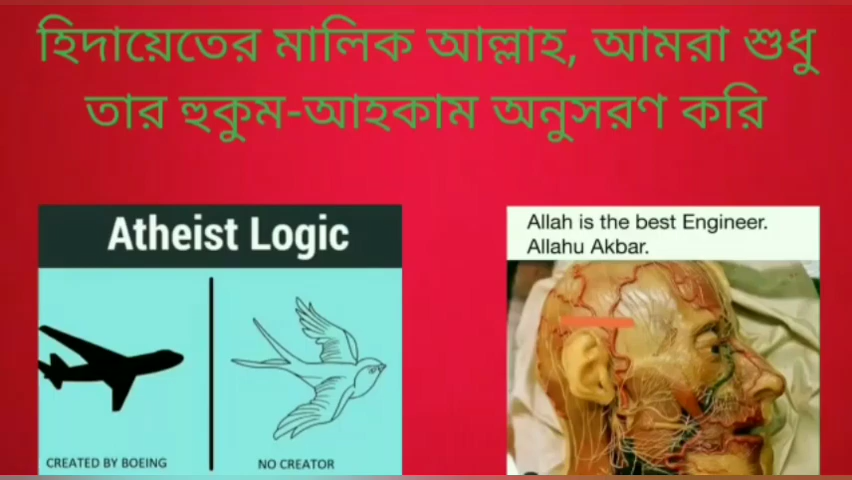 হিদায়েতের মালিক আল্লাহ, আমরা শুধু
তার হুকুম-আহকাম অনুসরণ করি
Atheist Logic
CREATED BY BOEING
NO CREATOR
Allah is the best Engineer.
Allahu Akbar.